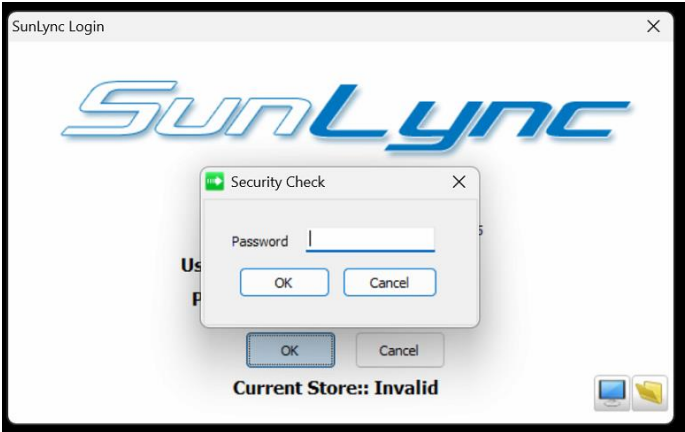 SunLync Login
SunLync
Security Check
Password
OK Cancel
OK Cancel
Current Store:: Invalid